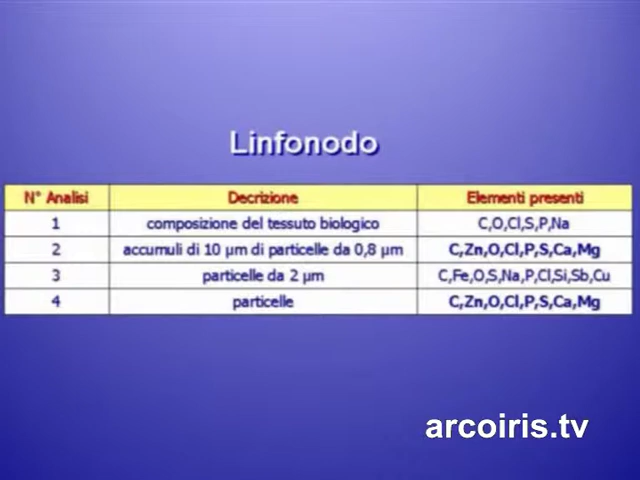 Linfonodo
N° Analisi Decrizione Elementi presenti
1 composizione del tessuto biologico C,O,Cl,S,P,Na
2 accumuli di 10 µm di particelle da 0,8 µm C,Zn,O,Cl,P,S,Ca,Mg
3 particelle da 2 µm C,Fe,O,S,Na,P,Cl,Si,Sb,Cu
4 particelle C,Zn,O,Cl,P,S,Ca,Mg
arcoiris.tv